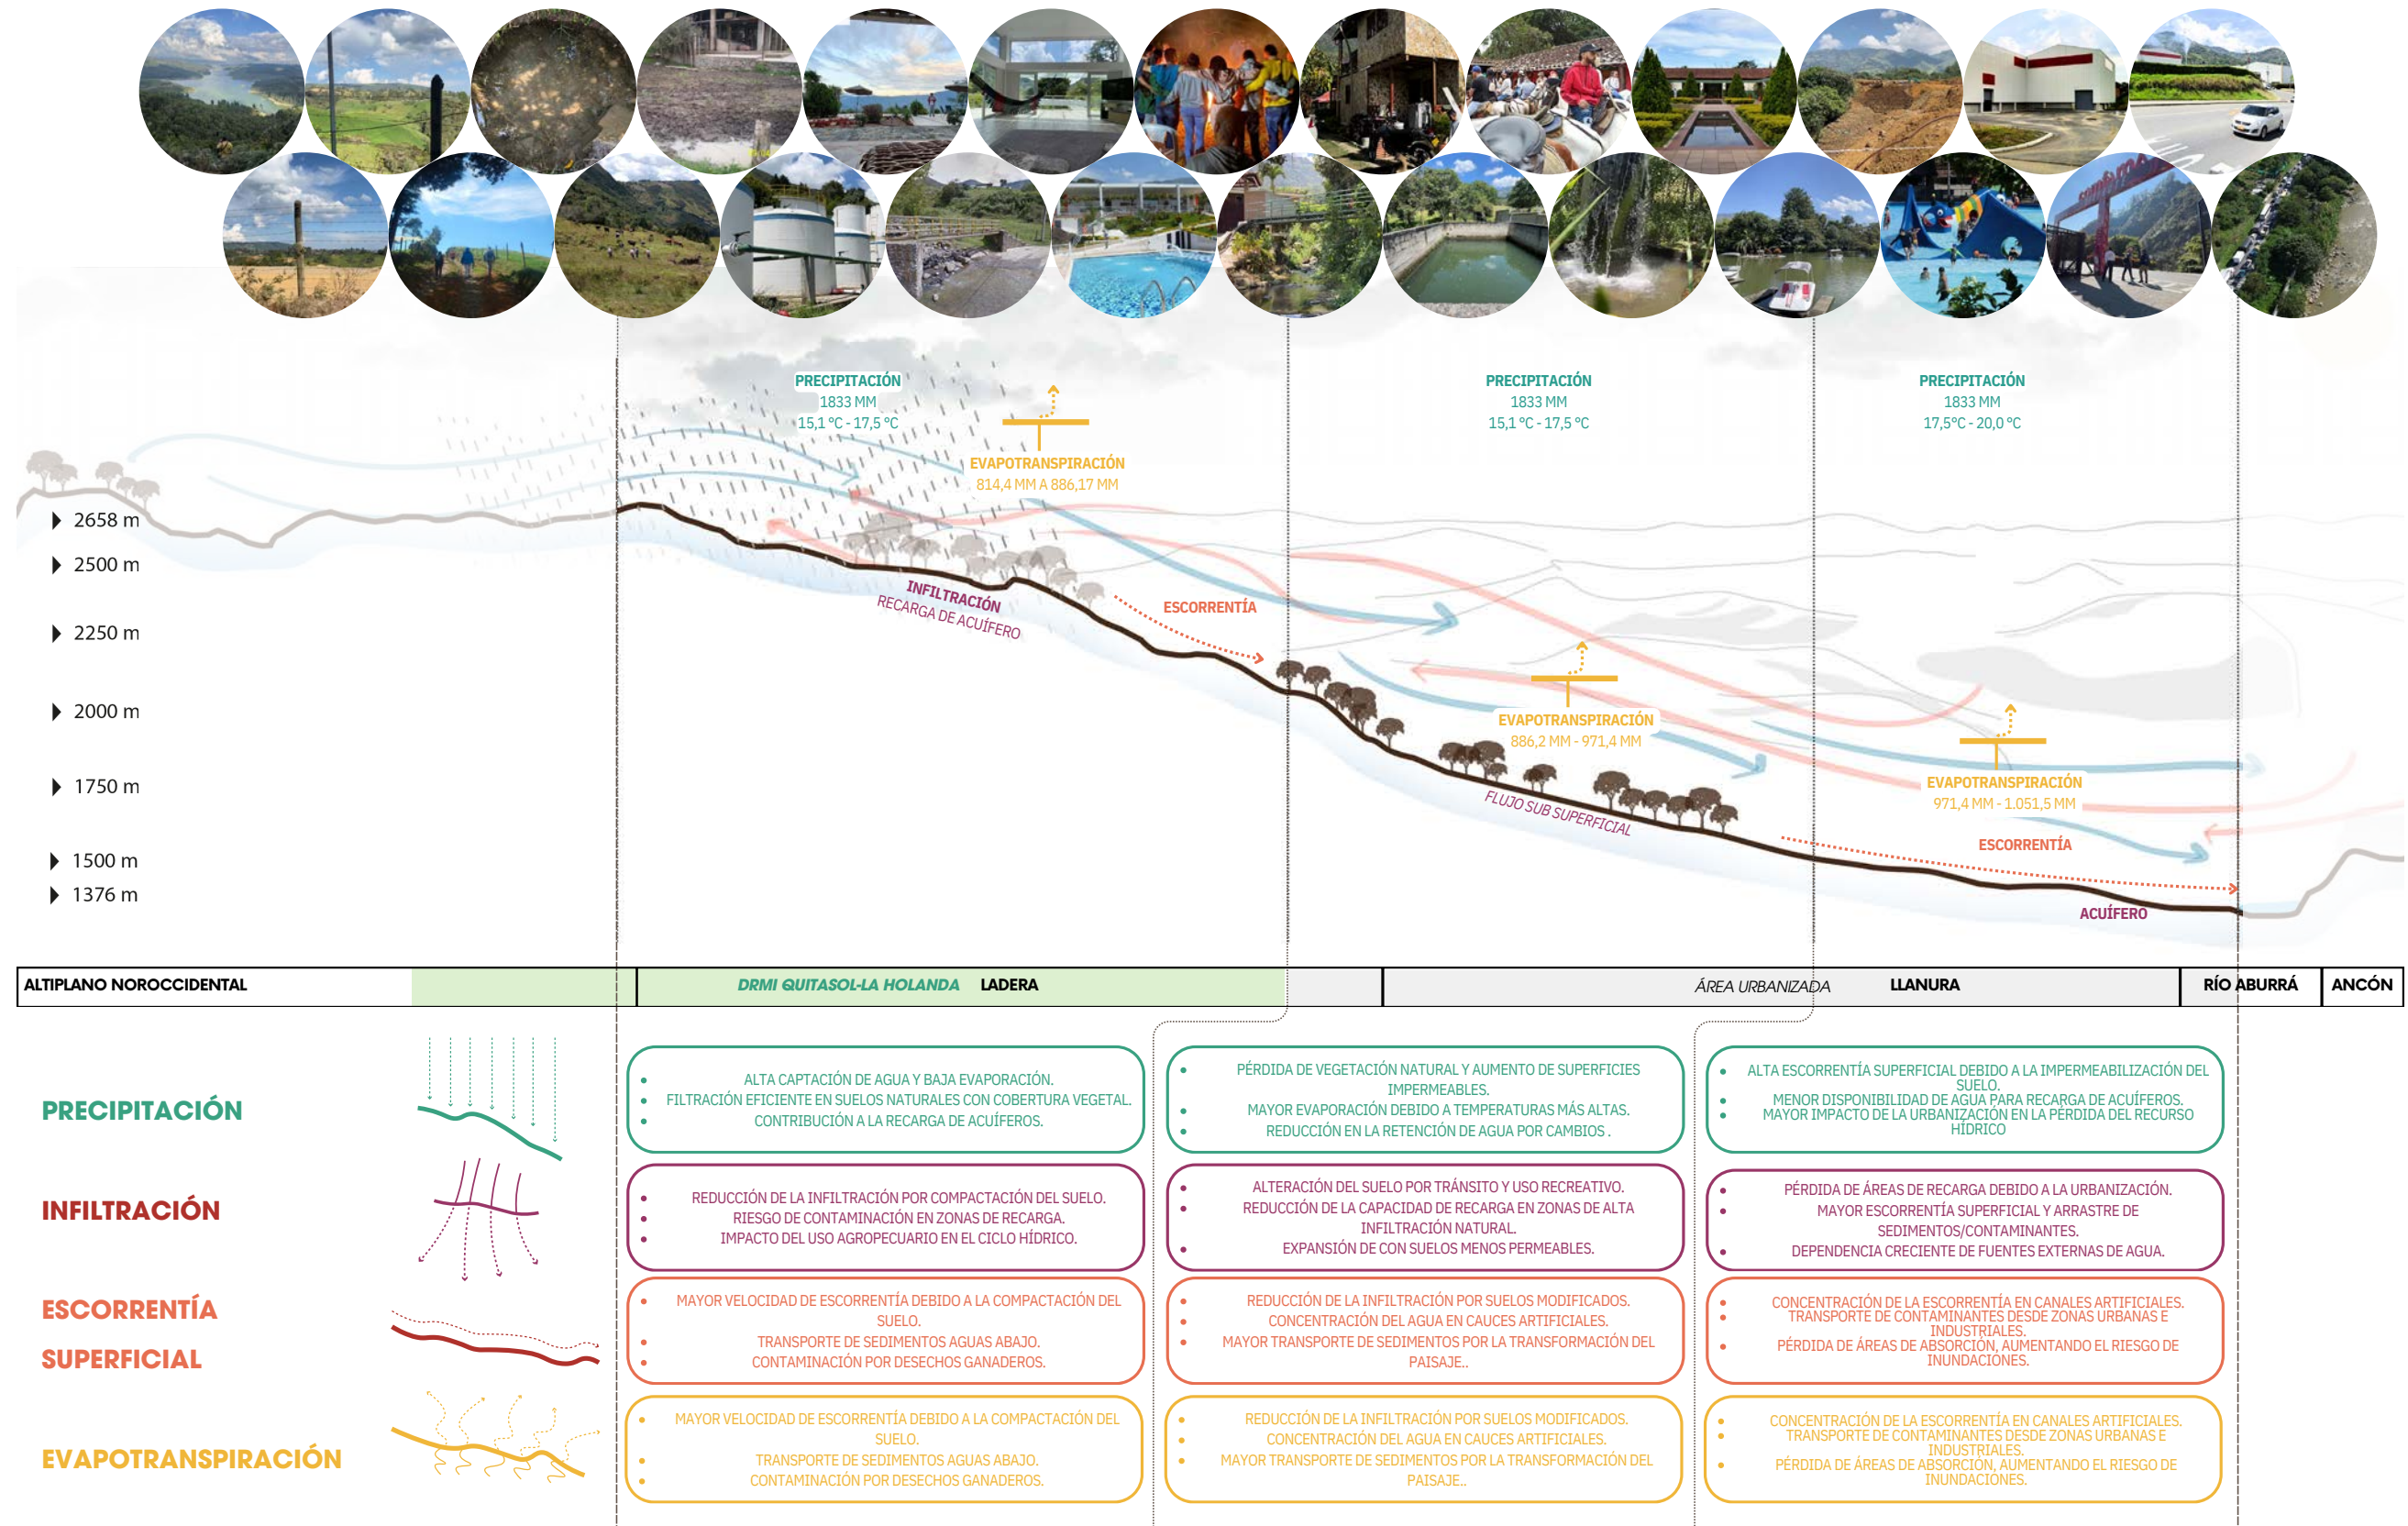 PRECIPITACIÓN
1833 MM
15,1 ºC - 17,5 ºC
PRECIPITACIÓN
1833 MM
15,1 ºC - 17,5 ºC
PRECIPITACIÓN
1833 MM
17,5ºC - 20,0 ºC
EVAPOTRANSPIRACIÓN
814,4 MM A 886,17 MM
2658 m
2500 m
2250 m
2000 m
1750 m
1500 m
1376 m
INFILTRACIÓN
RECARGA DE ACUÍFERO
ESCORRENTÍA
EVAPOTRANSPIRACIÓN
886,2 MM - 971,4 MM
FLUJO SUB SUPERFICIAL
EVAPOTRANSPIRACIÓN
971,4 MM - 1.051,5 MM
ESCORRENTÍA
ACUÍFERO
ALTIPLANO NOROCCIDENTAL
DRMI QUITASOL-LA HOLANDA
LADERA
ÁREA URBANIZADA
LLANURA
RÍO ABURRÁ
ANCÓN
PRECIPITACIÓN
• ALTA CAPTACIÓN DE AGUA Y BAJA EVAPORACIÓN.
• FILTRACIÓN EFICIENTE EN SUELOS NATURALES CON COBERTURA VEGETAL.
• CONTRIBUCIÓN A LA RECARGA DE ACUÍFEROS.
• PÉRDIDA DE VEGETACIÓN NATURAL Y AUMENTO DE SUPERFICIES
IMPERMEABLES.
• MAYOR EVAPORACIÓN DEBIDO A TEMPERATURAS MÁS ALTAS.
• REDUCCIÓN EN LA RETENCIÓN DE AGUA POR CAMBIOS .
• ALTA ESCORRENTÍA SUPERFICIAL DEBIDO A LA IMPERMEABILIZACIÓN DEL
SUELO.
• MENOR DISPONIBILIDAD DE AGUA PARA RECARGA DE ACUÍFEROS.
• MAYOR IMPACTO DE LA URBANIZACIÓN EN LA PÉRDIDA DEL RECURSO
HÍDRICO
INFILTRACIÓN
• REDUCCIÓN DE LA INFILTRACIÓN POR COMPACTACIÓN DEL SUELO.
• RIESGO DE CONTAMINACIÓN EN ZONAS DE RECARGA.
• IMPACTO DEL USO AGROPECUARIO EN EL CICLO HÍDRICO.
• ALTERACIÓN DEL SUELO POR TRÁNSITO Y USO RECREATIVO.
• REDUCCIÓN DE LA CAPACIDAD DE RECARGA EN ZONAS DE ALTA
INFILTRACIÓN NATURAL.
• EXPANSIÓN DE CON SUELOS MENOS PERMEABLES.
• PÉRDIDA DE ÁREAS DE RECARGA DEBIDO A LA URBANIZACIÓN.
• MAYOR ESCORRENTÍA SUPERFICIAL Y ARRASTRE DE
SEDIMENTOS/CONTAMINANTES.
• DEPENDENCIA CRECIENTE DE FUENTES EXTERNAS DE AGUA.
ESCORRENTÍA
SUPERFICIAL
• MAYOR VELOCIDAD DE ESCORRENTÍA DEBIDO A LA COMPACTACIÓN DEL
SUELO.
• TRANSPORTE DE SEDIMENTOS AGUAS ABAJO.
• CONTAMINACIÓN POR DESECHOS GANADEROS.
• REDUCCIÓN DE LA INFILTRACIÓN POR SUELOS MODIFICADOS.
• CONCENTRACIÓN DEL AGUA EN CAUCES ARTIFICIALES.
• MAYOR TRANSPORTE DE SEDIMENTOS POR LA TRANSFORMACIÓN DEL
PAISAJE..
• CONCENTRACIÓN DE LA ESCORRENTÍA EN CANALES ARTIFICIALES.
• TRANSPORTE DE CONTAMINANTES DESDE ZONAS URBANAS E
INDUSTRIALES.
• PÉRDIDA DE ÁREAS DE ABSORCIÓN, AUMENTANDO EL RIESGO DE
INUNDACIONES.
EVAPOTRANSPIRACIÓN
• MAYOR VELOCIDAD DE ESCORRENTÍA DEBIDO A LA COMPACTACIÓN DEL
SUELO.
• TRANSPORTE DE SEDIMENTOS AGUAS ABAJO.
• CONTAMINACIÓN POR DESECHOS GANADEROS.
• REDUCCIÓN DE LA INFILTRACIÓN POR SUELOS MODIFICADOS.
• CONCENTRACIÓN DEL AGUA EN CAUCES ARTIFICIALES.
• MAYOR TRANSPORTE DE SEDIMENTOS POR LA TRANSFORMACIÓN DEL
PAISAJE..
• CONCENTRACIÓN DE LA ESCORRENTÍA EN CANALES ARTIFICIALES.
• TRANSPORTE DE CONTAMINANTES DESDE ZONAS URBANAS E
INDUSTRIALES.
• PÉRDIDA DE ÁREAS DE ABSORCIÓN, AUMENTANDO EL RIESGO DE
INUNDACIONES.